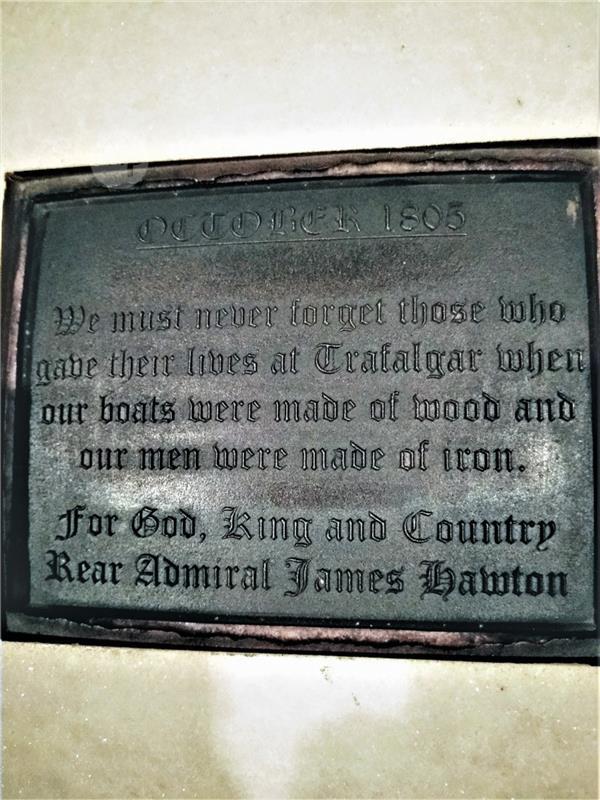 OCTOBER 1805
We must never forget those who
gave their lives at Trafalgar when
our boats were made of wood and
our men were made of iron.
For God, King and Country
Rear Admiral James Hawton